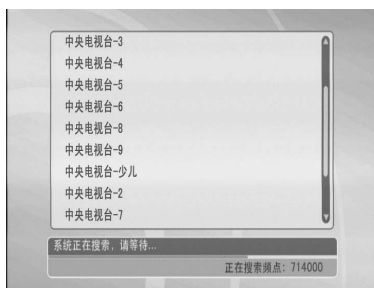 中央电视台-3
中央电视台-4
中央电视台-5
中央电视台-6
中央电视台-8
中央电视台-9
中央电视台-少儿
中央电视台-2
中央电视台-7
系统正在搜索，请等待...
正在搜索频点：714000